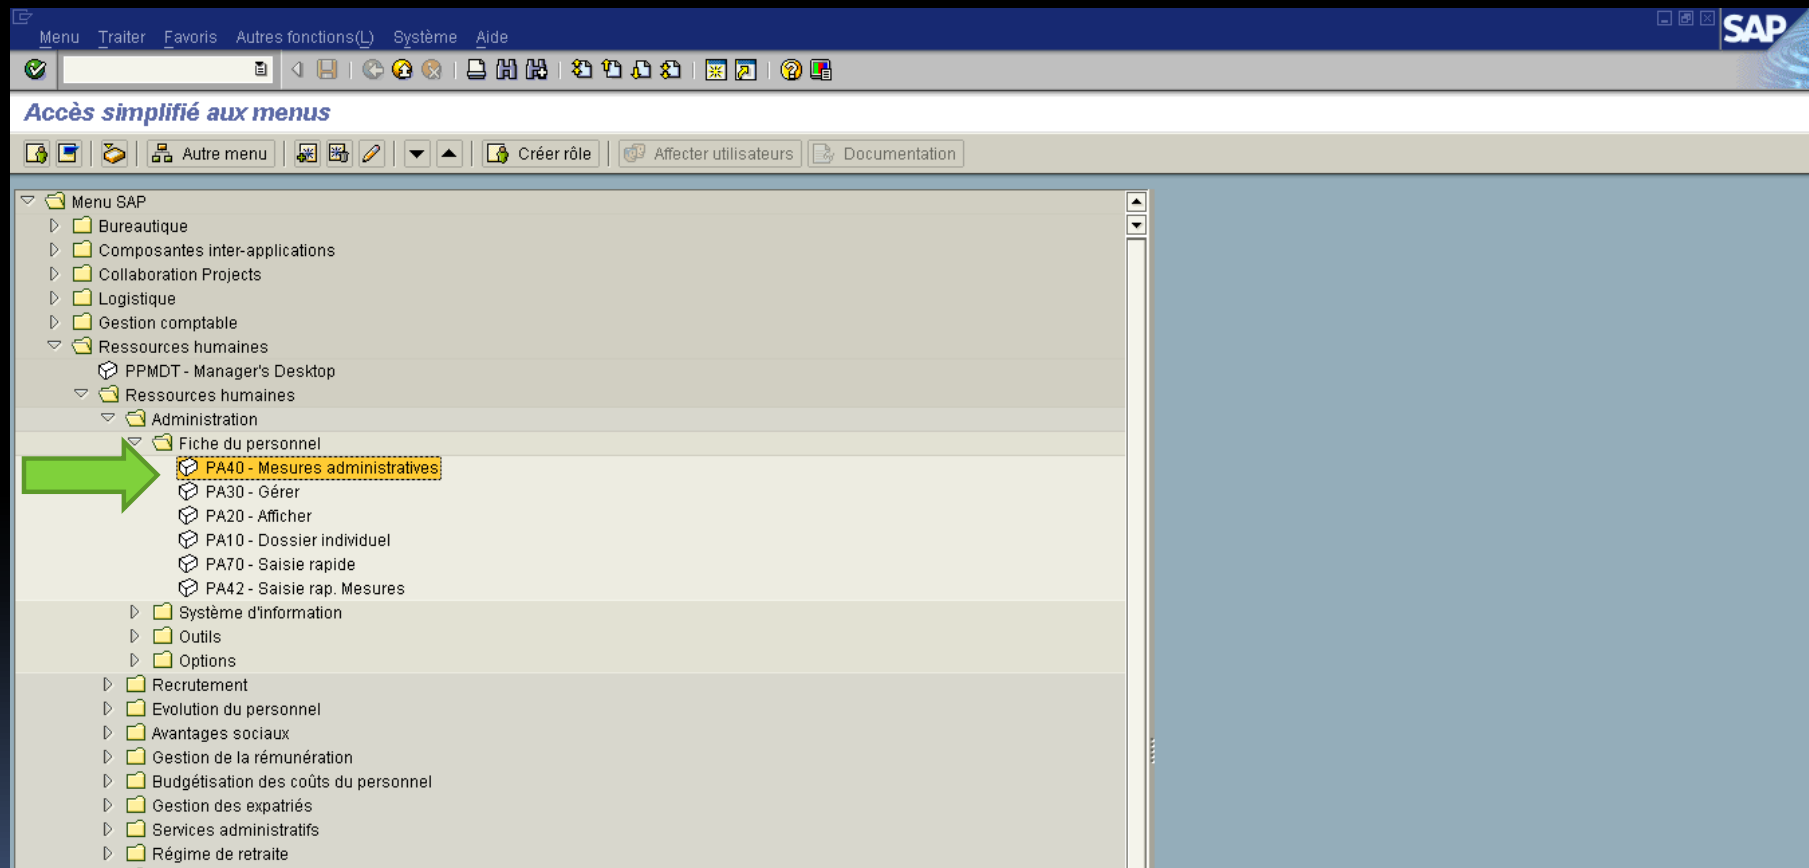 Menu Traiter Favoris Autres fonctions(L) Système Aide
SAP
Accès simplifié aux menus
Autre menu Créer rôle Affecter utilisateurs Documentation
Menu SAP
Bureautique
Composantes inter-applications
Collaboration Projects
Logistique
Gestion comptable
Ressources humaines
PPMDT - Manager's Desktop
Ressources humaines
Administration
Fiche du personnel
PA40 - Mesures administratives
PA30 - Gérer
PA20 - Afficher
PA10 - Dossier individuel
PA70 - Saisie rapide
PA42 - Saisie rap. Mesures
Système d'information
Outils
Options
Recrutement
Evolution du personnel
Avantages sociaux
Gestion de la rémunération
Budgétisation des coûts du personnel
Gestion des expatriés
Services administratifs
Régime de retraite